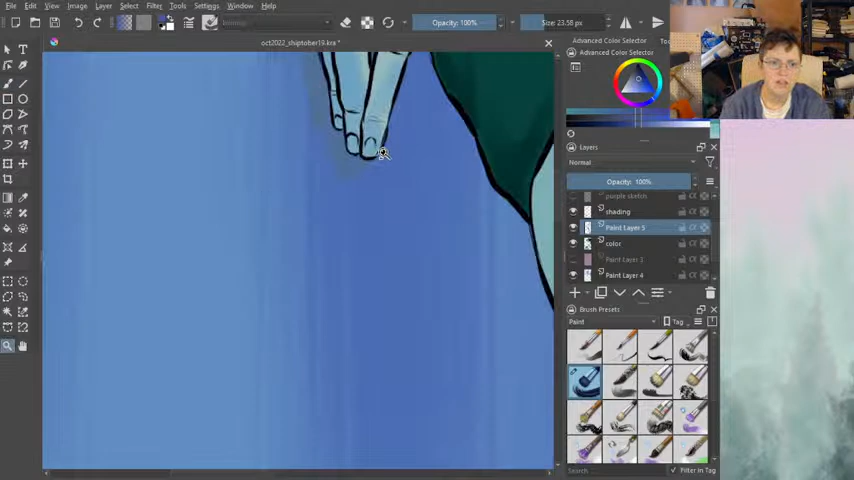 File Edit View Image Layer Select Filter Tools Settings Window Help
Opacity: 100% Size: 23.58 px
oct2022_shiptober19.kra *
Advanced Color Selector
Advanced Color Selector
Layers
Normal
Opacity: 100%
purple sketch
shading
Paint Layer 5
color
Paint Layer 3
Paint Layer 4
Brush Presets
Paint
Tag
Search
Filter in Tag